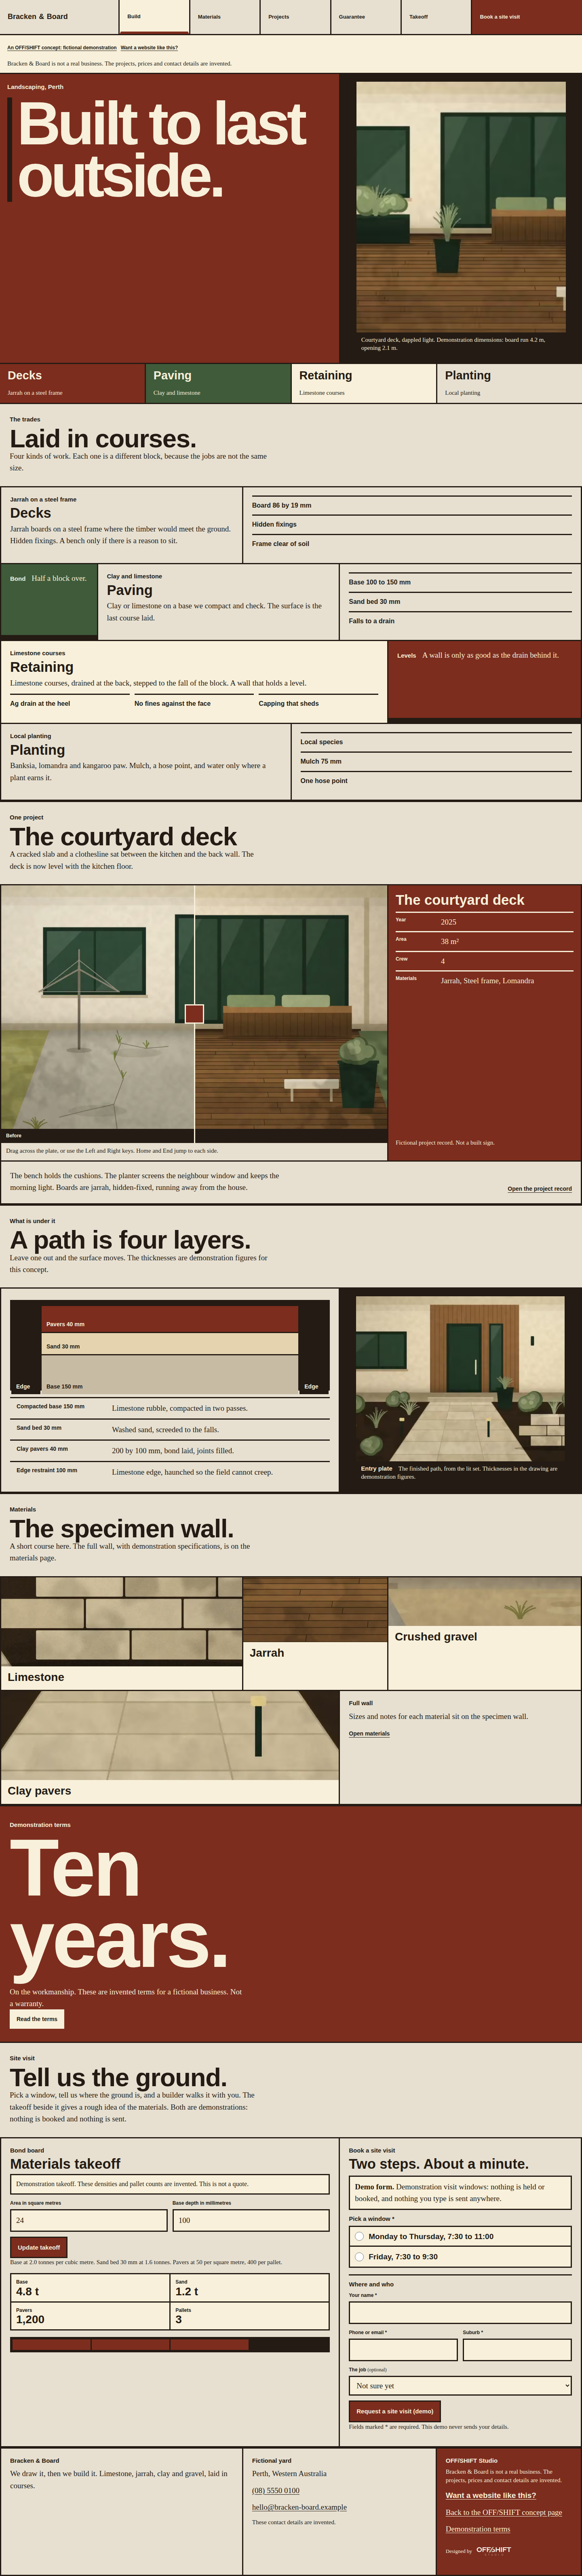 Bracken & Board
Build
Materials
Projects
Guarantee
Takeoff
Book a site visit
An OFF/SHIFT concept: fictional demonstration Want a website like this?
Bracken & Board is not a real business. The projects, prices and contact details are invented.
Landscaping, Perth
Built to last
outside.
Courtyard deck, dappled light. Demonstration dimensions: board run 4.2 m,
opening 2.1 m.
Decks
Jarrah on a steel frame
Paving
Clay and limestone
Retaining
Limestone courses
Planting
Local planting
The trades
Laid in courses.
Four kinds of work. Each one is a different block, because the jobs are not the same
size.
Jarrah on a steel frame
Decks
Jarrah boards on a steel frame where the timber would meet the ground.
Hidden fixings. A bench only if there is a reason to sit.
Board 86 by 19 mm
Hidden fixings
Frame clear of soil
Bond Half a block over.
Clay and limestone
Paving
Clay or limestone on a base we compact and check. The surface is the
last course laid.
Base 100 to 150 mm
Sand bed 30 mm
Falls to a drain
Limestone courses
Retaining
Limestone courses, drained at the back, stepped to the fall of the block. A wall that holds a level.
Ag drain at the heel
No fines against the face
Capping that sheds
Levels A wall is only as good as the drain behind it.
Local planting
Planting
Banksia, lomandra and kangaroo paw. Mulch, a hose point, and water only where a
plant earns it.
Local species
Mulch 75 mm
One hose point
One project
The courtyard deck
A cracked slab and a clothesline sat between the kitchen and the back wall. The
deck is now level with the kitchen floor.
Before
Drag across the plate, or use the Left and Right keys. Home and End jump to each side.
The courtyard deck
Year 2025
Area 38 m²
Crew 4
Materials Jarrah, Steel frame, Lomandra
Fictional project record. Not a built sign.
The bench holds the cushions. The planter screens the neighbour window and keeps the
morning light. Boards are jarrah, hidden-fixed, running away from the house.
Open the project record
What is under it
A path is four layers.
Leave one out and the surface moves. The thicknesses are demonstration figures for
this concept.
Pavers 40 mm
Sand 30 mm
Edge
Base 150 mm
Edge
Compacted base 150 mm Limestone rubble, compacted in two passes.
Sand bed 30 mm Washed sand, screeded to the falls.
Clay pavers 40 mm 200 by 100 mm, bond laid, joints filled.
Edge restraint 100 mm Limestone edge, haunched so the field cannot creep.
Entry plate The finished path, from the lit set. Thicknesses in the drawing are
demonstration figures.
Materials
The specimen wall.
A short course here. The full wall, with demonstration specifications, is on the
materials page.
Limestone
Jarrah
Crushed gravel
Clay pavers
Full wall
Sizes and notes for each material sit on the specimen wall.
Open materials
Demonstration terms
Ten
years.
On the workmanship. These are invented terms for a fictional business. Not
a warranty.
Read the terms
Site visit
Tell us the ground.
Pick a window, tell us where the ground is, and a builder walks it with you. The
takeoff beside it gives a rough idea of the materials. Both are demonstrations:
nothing is booked and nothing is sent.
Bond board
Materials takeoff
Demonstration takeoff. These densities and pallet counts are invented. This is not a quote.
Area in square metres
24
Base depth in millimetres
100
Update takeoff
Base at 2.0 tonnes per cubic metre. Sand bed 30 mm at 1.6 tonnes. Pavers at 50 per square metre, 400 per pallet.
Base
4.8 t
Sand
1.2 t
Pavers
1,200
Pallets
3
Book a site visit
Two steps. About a minute.
Demo form. Demonstration visit windows: nothing is held or
booked, and nothing you type is sent anywhere.
Pick a window *
Monday to Thursday, 7:30 to 11:00
Friday, 7:30 to 9:30
Where and who
Your name *
Phone or email *
Suburb *
The job (optional)
Not sure yet
Request a site visit (demo)
Fields marked * are required. This demo never sends your details.
Bracken & Board
We draw it, then we build it. Limestone, jarrah, clay and gravel, laid in
courses.
Fictional yard
Perth, Western Australia
(08) 5550 0100
hello@bracken-board.example
These contact details are invented.
OFF/SHIFT Studio
Bracken & Board is not a real business. The
projects, prices and contact details are invented.
Want a website like this?
Back to the OFF/SHIFT concept page
Demonstration terms
Designed by OFF/SHIFT